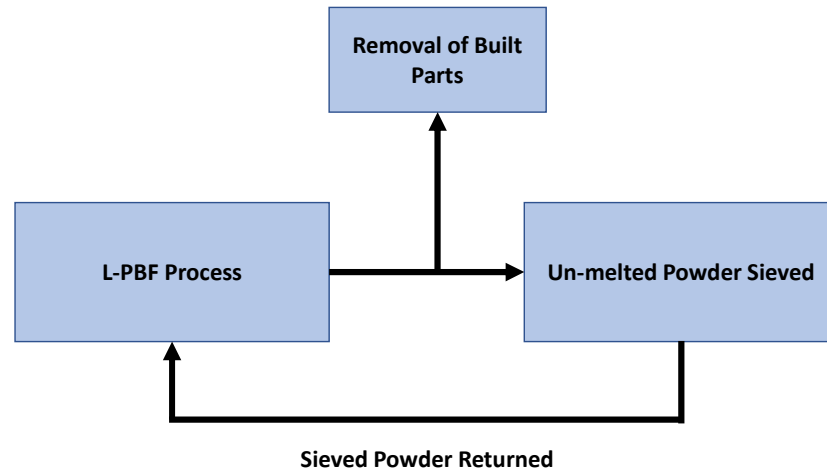 Removal of Built
Parts
L-PBF Process
Un-melted Powder Sieved
Sieved Powder Returned